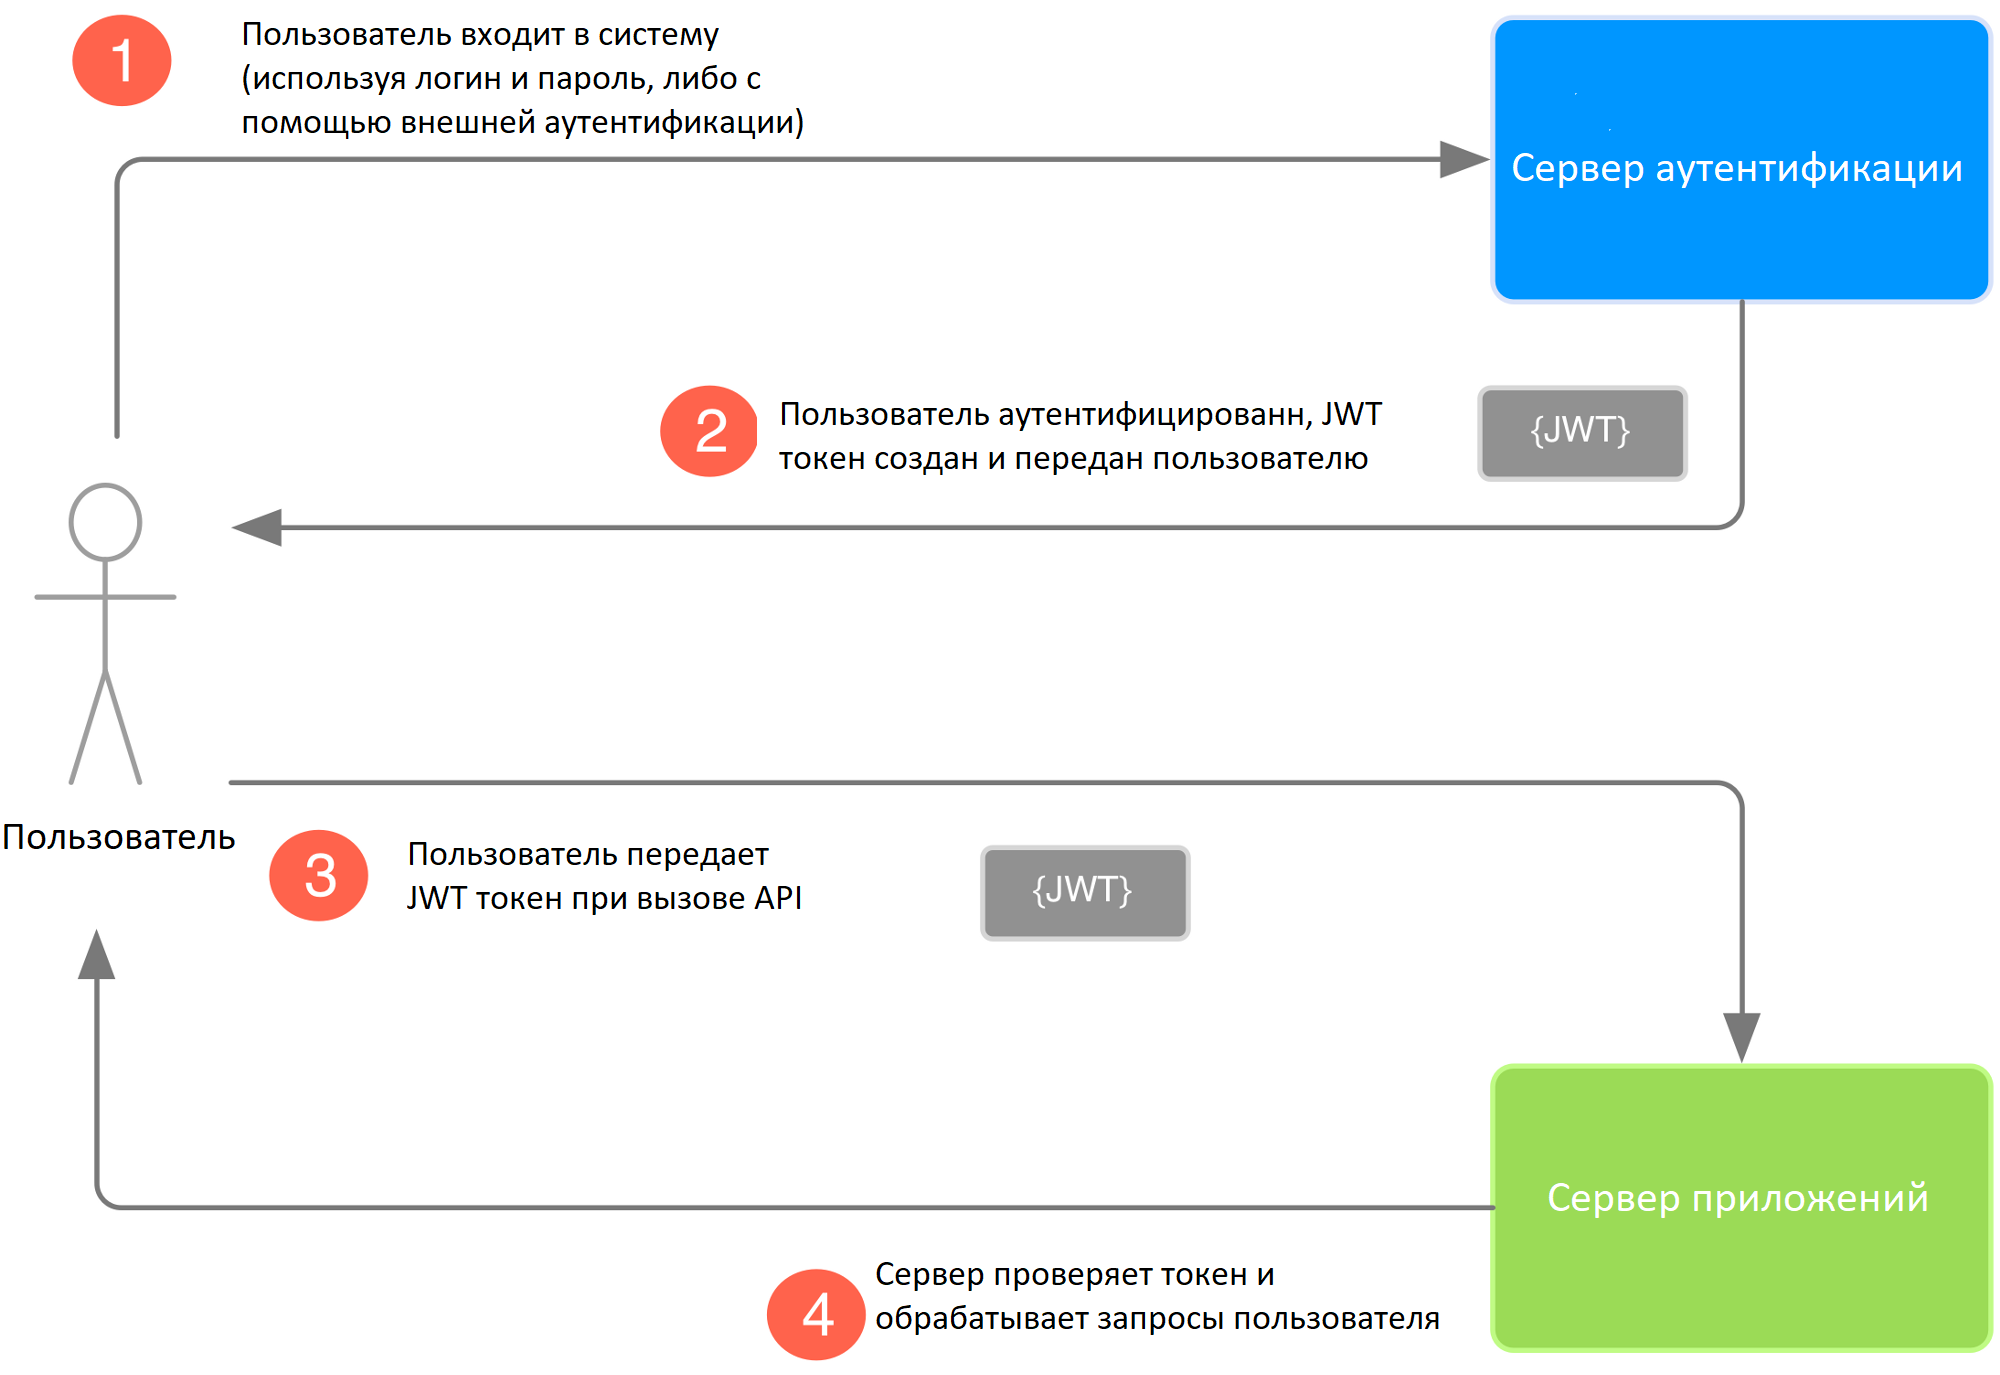 1
Пользователь входит в систему
(используя логин и пароль, либо с
помощью внешней аутентификации)
Сервер аутентификации
2
Пользователь аутентифицированн, JWT
токен создан и передан пользователю
{JWT}
Пользователь
3
Пользователь передает
JWT токен при вызове API
{JWT}
Сервер приложений
4
Сервер проверяет токен и
обрабатывает запросы пользователя